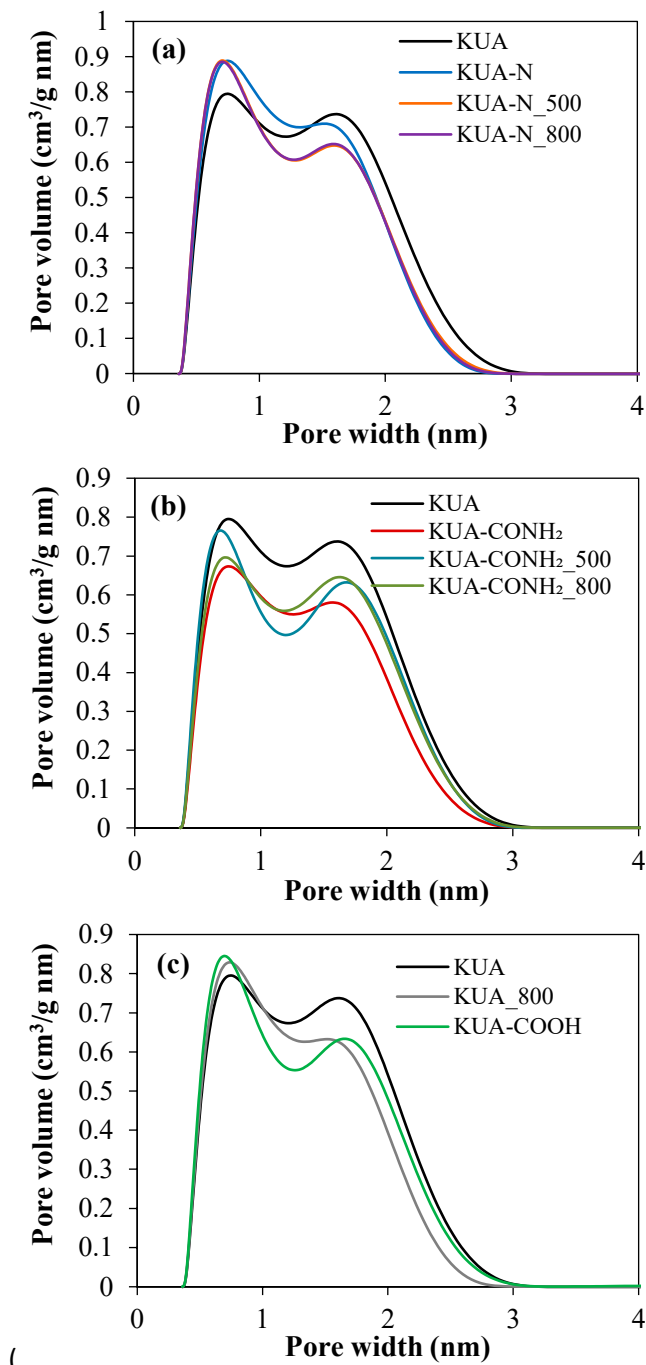 (a)
KUA
KUA-N
KUA-N_500
KUA-N_800
Pore volume (cm³/g nm)
1
0.9
0.8
0.7
0.6
0.5
0.4
0.3
0.2
0.1
0
0 1 2 3 4
Pore width (nm)
(b)
KUA
KUA-CONH₂
KUA-CONH₂_500
KUA-CONH₂_800
Pore volume (cm³/g nm)
0.9
0.8
0.7
0.6
0.5
0.4
0.3
0.2
0.1
0
0 1 2 3 4
Pore width (nm)
(c)
KUA
KUA_800
KUA-COOH
Pore volume (cm³/g nm)
0.9
0.8
0.7
0.6
0.5
0.4
0.3
0.2
0.1
0
0 1 2 3 4
Pore width (nm)
(